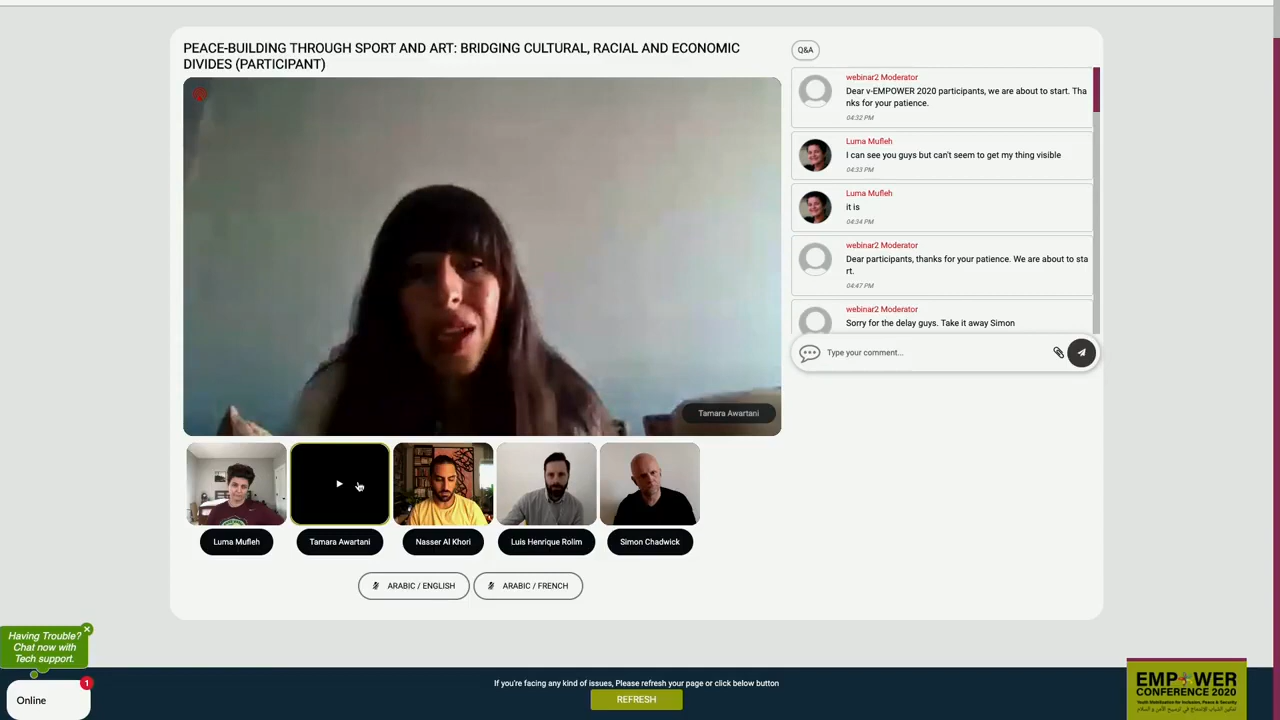 PEACE-BUILDING THROUGH SPORT AND ART: BRIDGING CULTURAL, RACIAL AND ECONOMIC
DIVIDES (PARTICIPANT)
Tamara Awartani
Luma Mufleh
Tamara Awartani
Nasser Al Khori
Luis Henrique Rolim
Simon Chadwick
ARABIC / ENGLISH
ARABIC / FRENCH
Q&A
webinar2 Moderator
Dear v-EMPOWER 2020 participants, we are about to start. Tha
nks for your patience.
04:32 PM
Luma Mufleh
I can see you guys but can't seem to get my thing visible
04:33 PM
Luma Mufleh
it is
04:34 PM
webinar2 Moderator
Dear participants, thanks for your patience. We are about to sta
rt.
04:47 PM
webinar2 Moderator
Sorry for the delay guys. Take it away Simon
Type your comment...
Having Trouble?
Chat now with
Tech support.
1
Online
If you're facing any kind of issues, Please refresh your page or click below button
REFRESH
EMPOWER
CONFERENCE 2020
Youth Mobilisation for Inclusion, Peace & Security